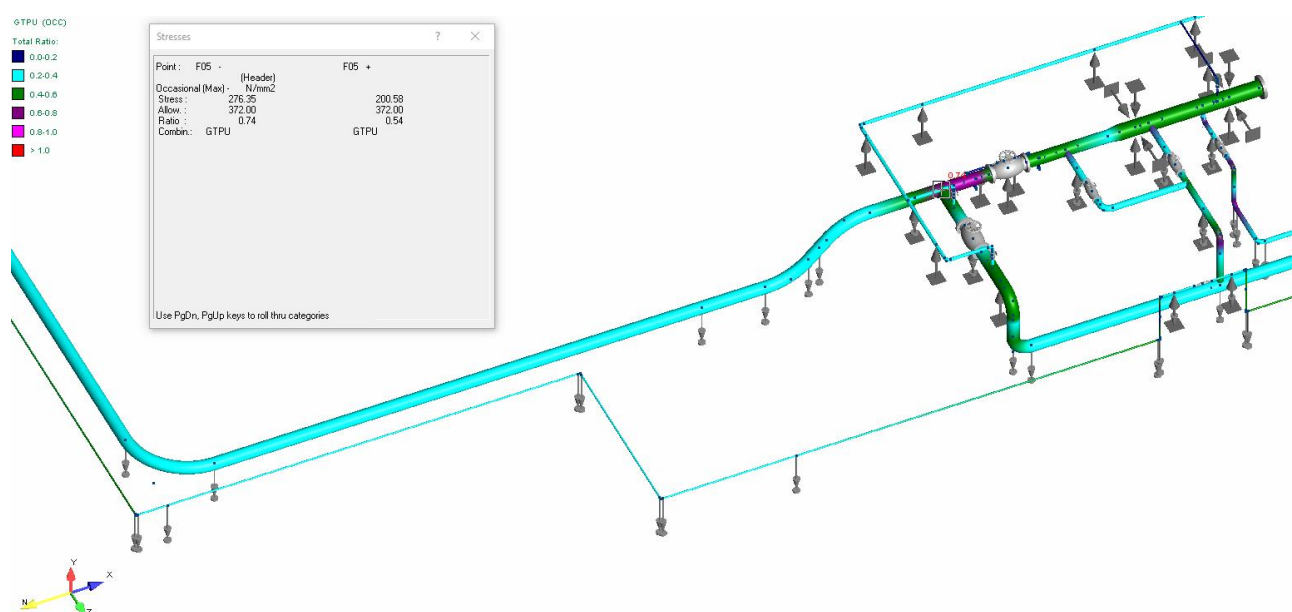 GTPU (OCC)
Total Ratio:
0.0-0.2
0.2-0.4
0.4-0.6
0.6-0.8
0.8-1.0
> 1.0
Stresses ? ×
Point : F05 - F05 +
(Header)
Occasional (Max) - N/mm2
Stress : 276.35 200.58
Allow. : 372.00 372.00
Ratio : 0.74 0.54
Combin.: GTPU GTPU
Use PgDn, PgUp keys to roll thru categories
0.74
Y
X
N
Z